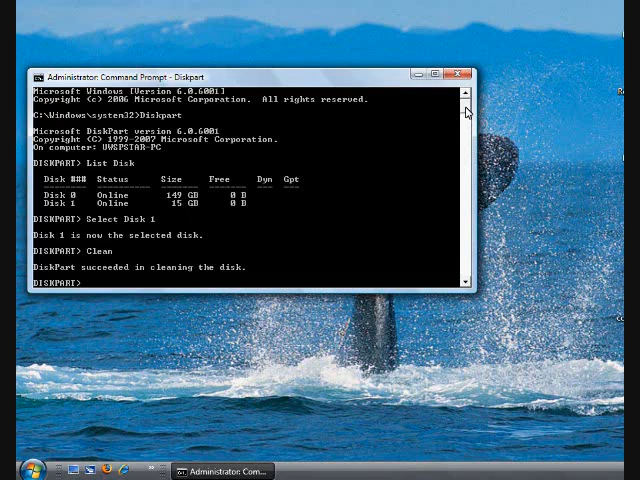 Administrator: Command Prompt - Diskpart
Microsoft Windows [Version 6.0.6001]
Copyright (c) 2006 Microsoft Corporation.  All rights reserved.
C:\Windows\system32>Diskpart
Microsoft DiskPart version 6.0.6001
Copyright (C) 1999-2007 Microsoft Corporation.
On computer: UWSPSTAR-PC
DISKPART> List Disk
Disk ###  Status      Size     Free     Dyn  Gpt
--------  ----------  -------  -------  ---  ---
Disk 0    Online       149 GB      0 B
Disk 1    Online        15 GB      0 B
DISKPART> Select Disk 1
Disk 1 is now the selected disk.
DISKPART> Clean
DiskPart succeeded in cleaning the disk.
DISKPART>
Administrator: Com...